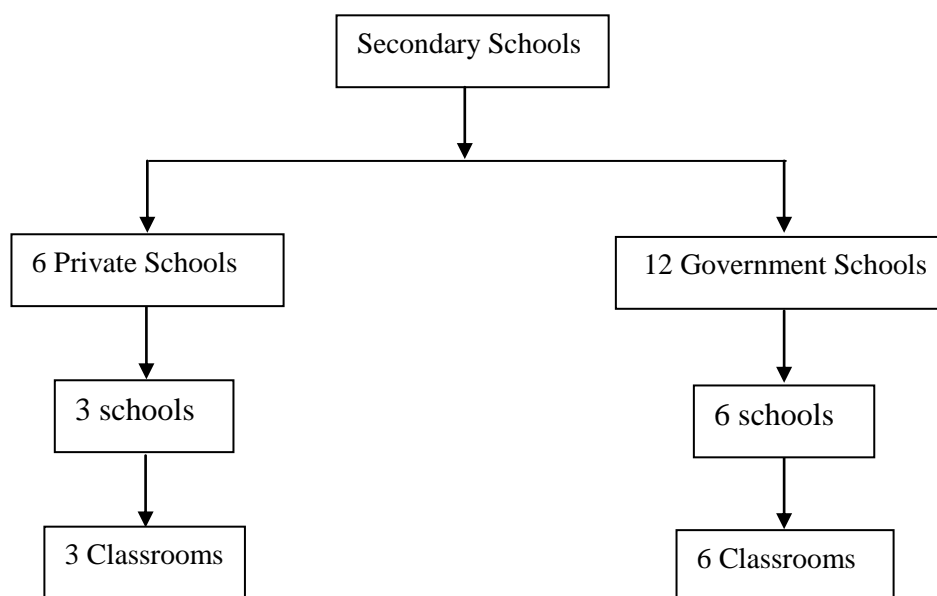 Secondary Schools
6 Private Schools
12 Government Schools
3 schools
6 schools
3 Classrooms
6 Classrooms